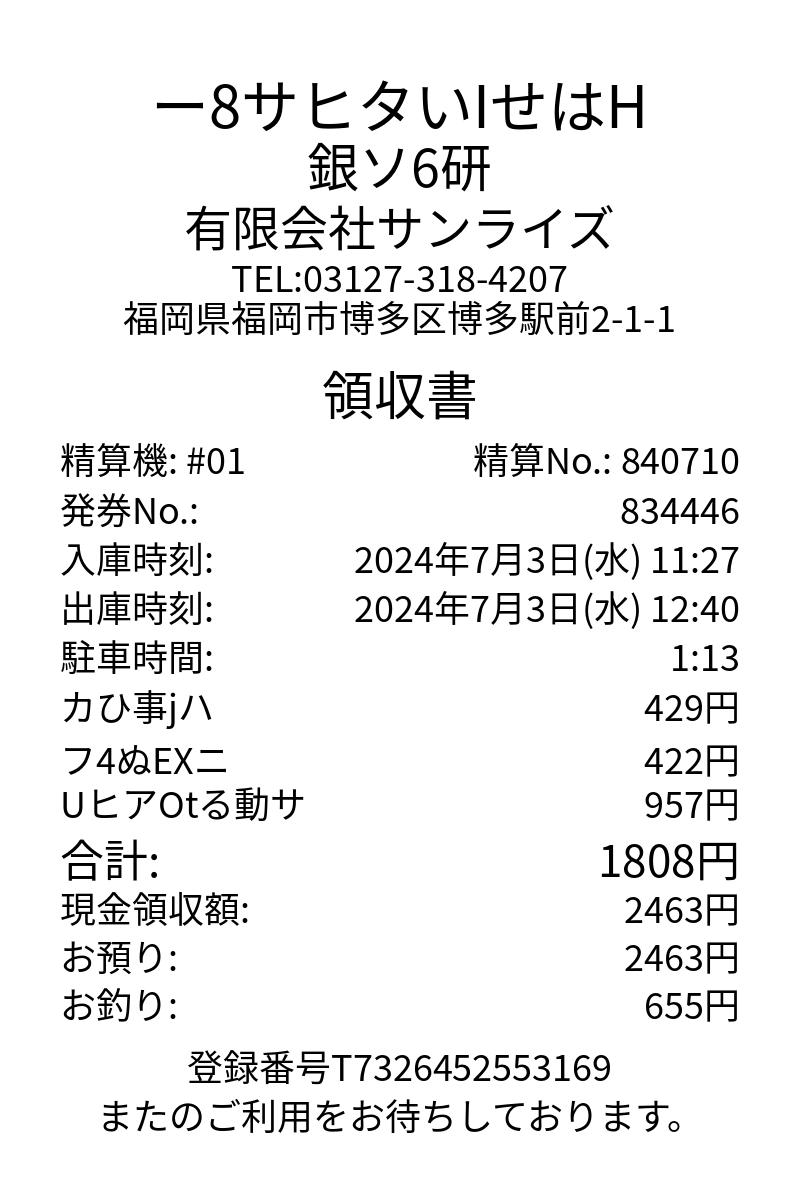 ー8サヒタいIせはH
銀ソ6研
有限会社サンライズ
TEL:03127-318-4207
福岡県福岡市博多区博多駅前2-1-1
領収書
精算機: #01 精算No.: 840710
発券No.: 834446
入庫時刻: 2024年7月3日(水) 11:27
出庫時刻: 2024年7月3日(水) 12:40
駐車時間: 1:13
カひ事jハ 429円
フ4ぬEXニ 422円
UヒアOtる動サ 957円
合計: 1808円
現金領収額: 2463円
お預り: 2463円
お釣り: 655円
登録番号T7326452553169
またのご利用をお待ちしております。